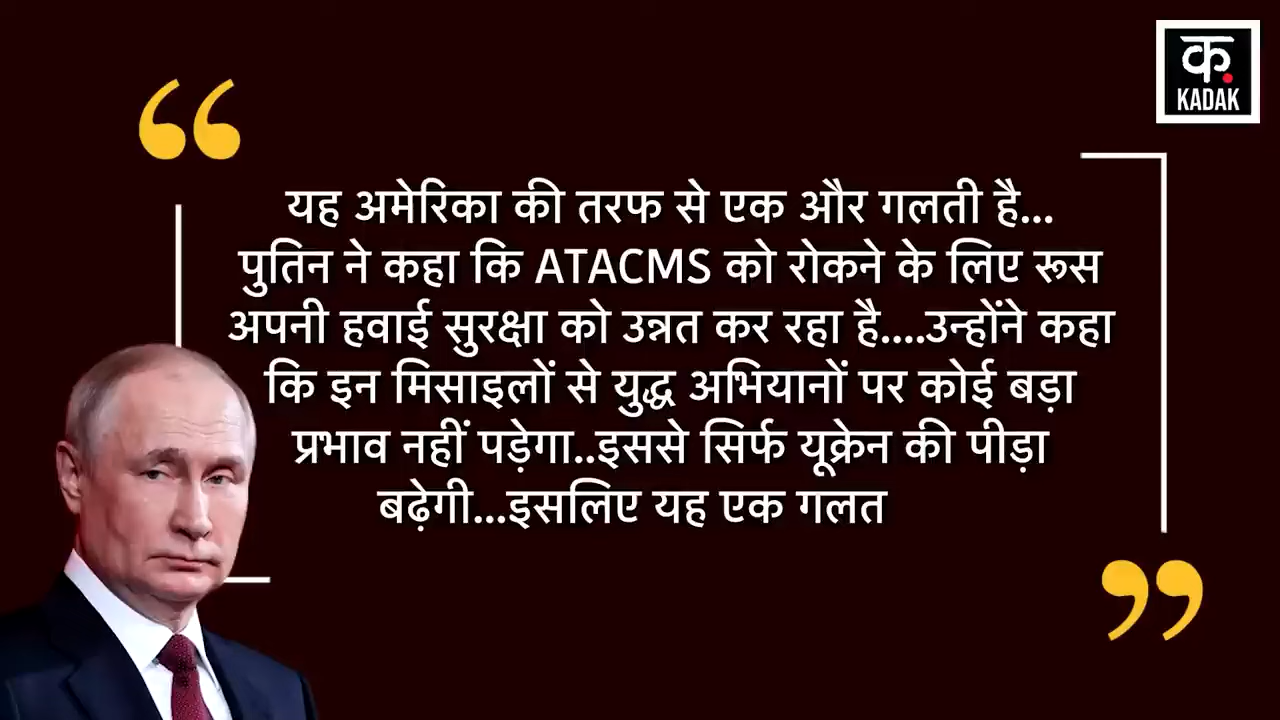 क
KADAK
यह अमेरिका की तरफ से एक और गलती है...
पुतिन ने कहा कि ATACMS को रोकने के लिए रूस
अपनी हवाई सुरक्षा को उन्नत कर रहा है....उन्होंने कहा
कि इन मिसाइलों से युद्ध अभियानों पर कोई बड़ा
प्रभाव नहीं पड़ेगा..इससे सिर्फ यूक्रेन की पीड़ा
बढ़ेगी...इसलिए यह एक गलत